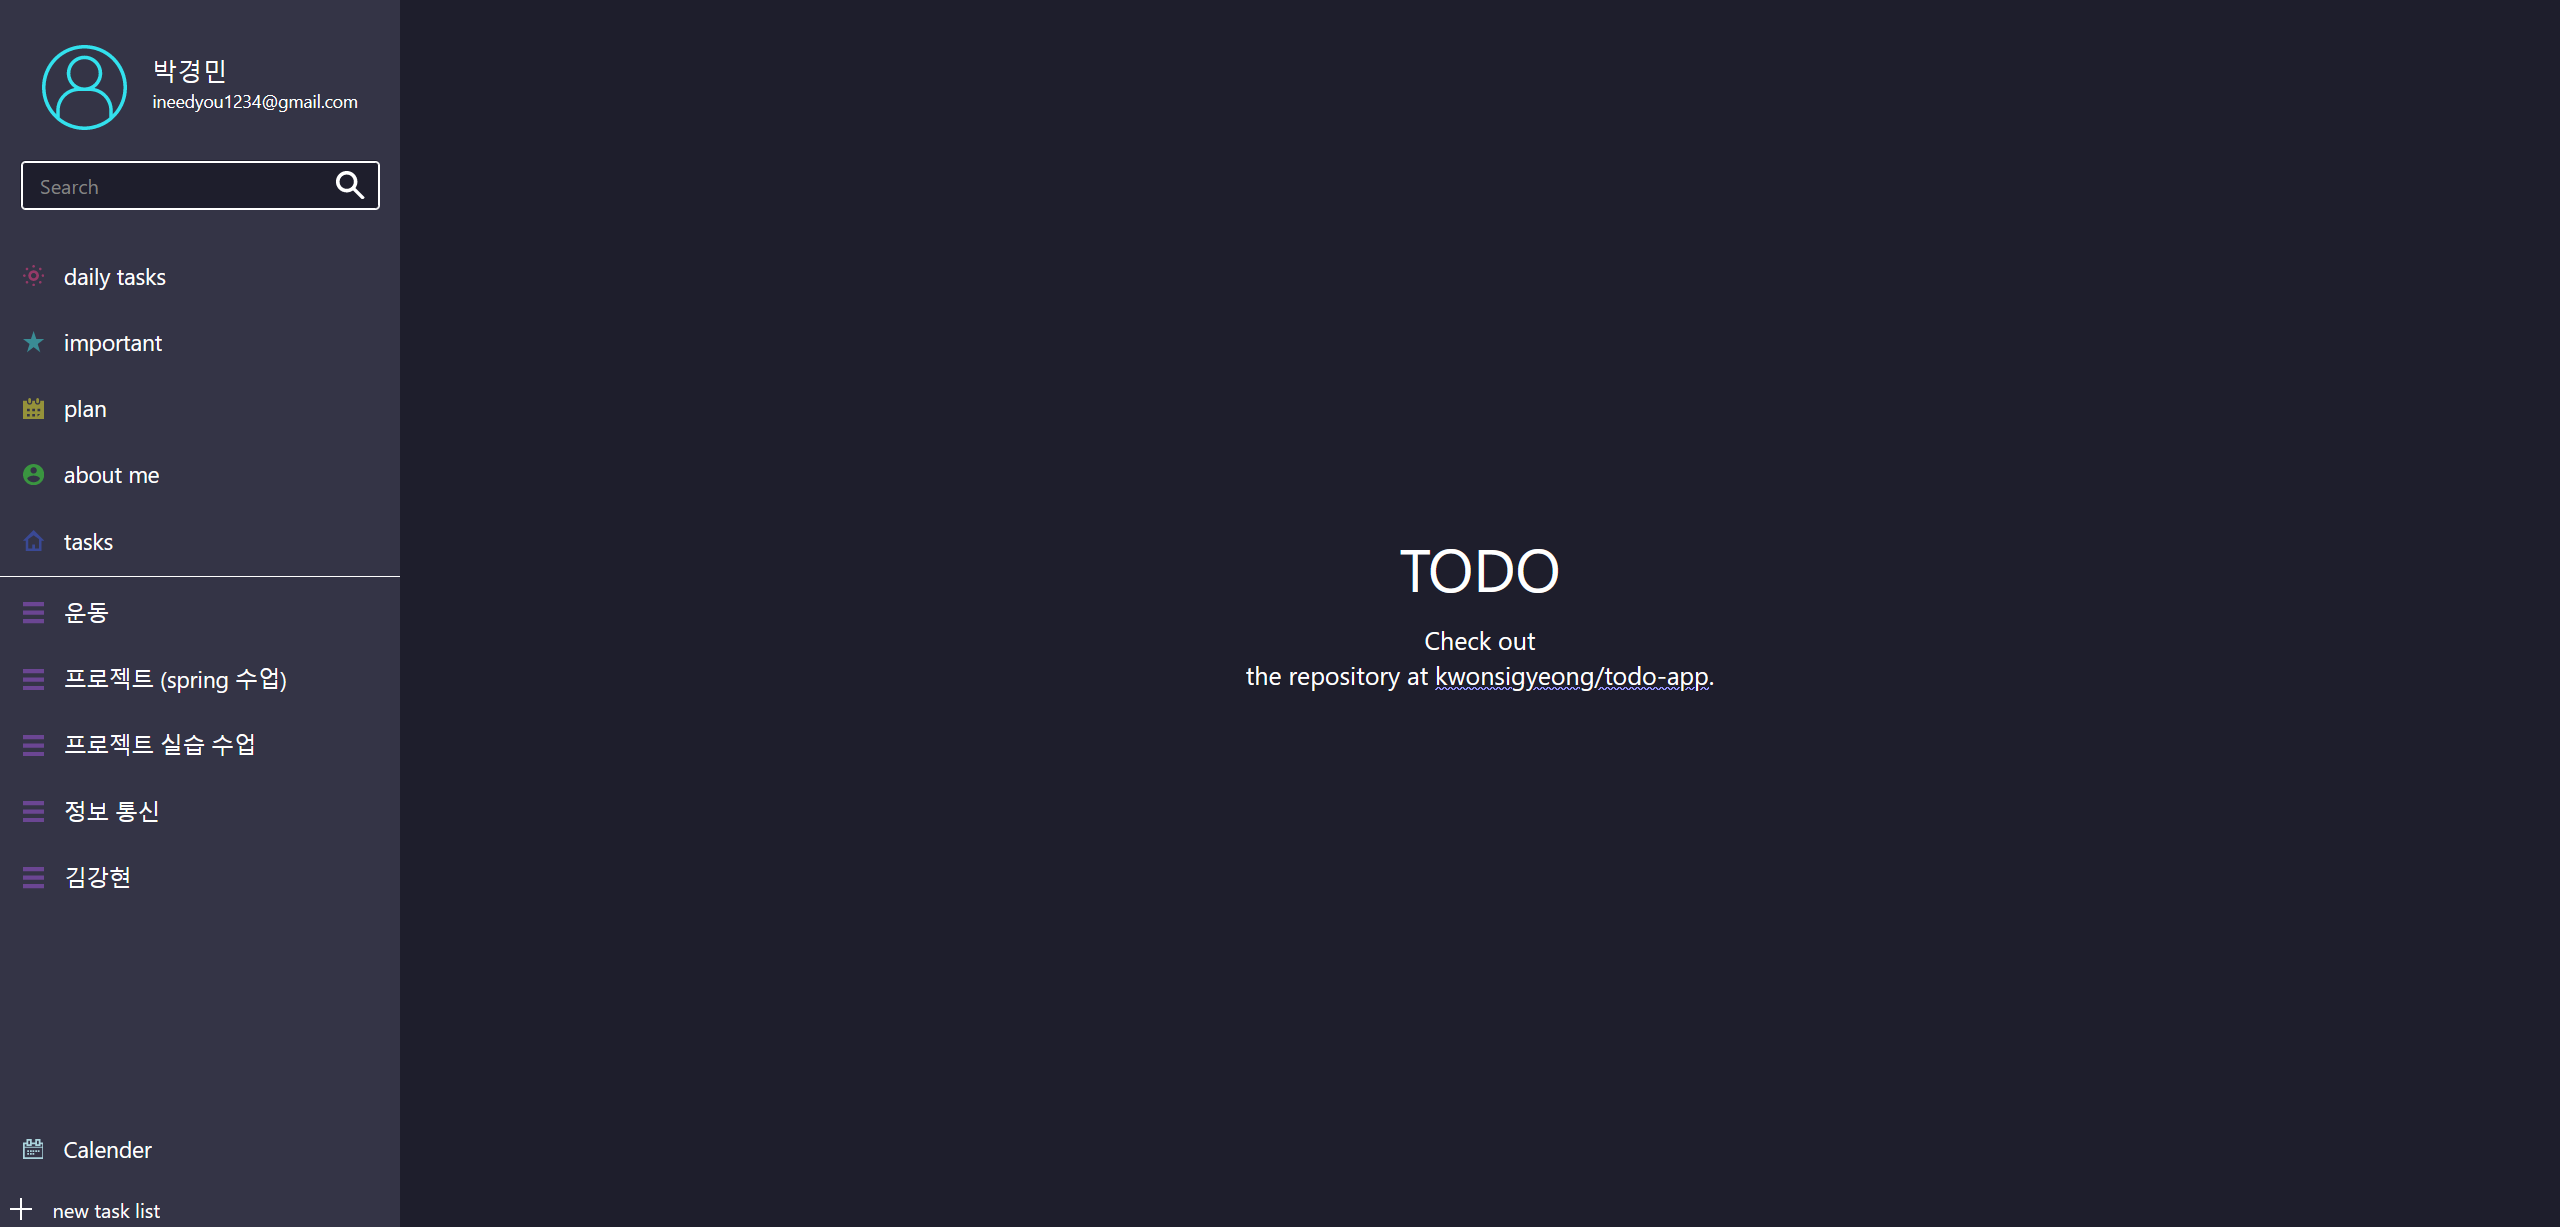 박경민
ineedyou1234@gmail.com
Search
daily tasks
important
plan
about me
tasks
운동
프로젝트 (spring 수업)
프로젝트 실습 수업
정보 통신
김강현
Calender
new task list
TODO
Check out
the repository at kwonsigyeong/todo-app.